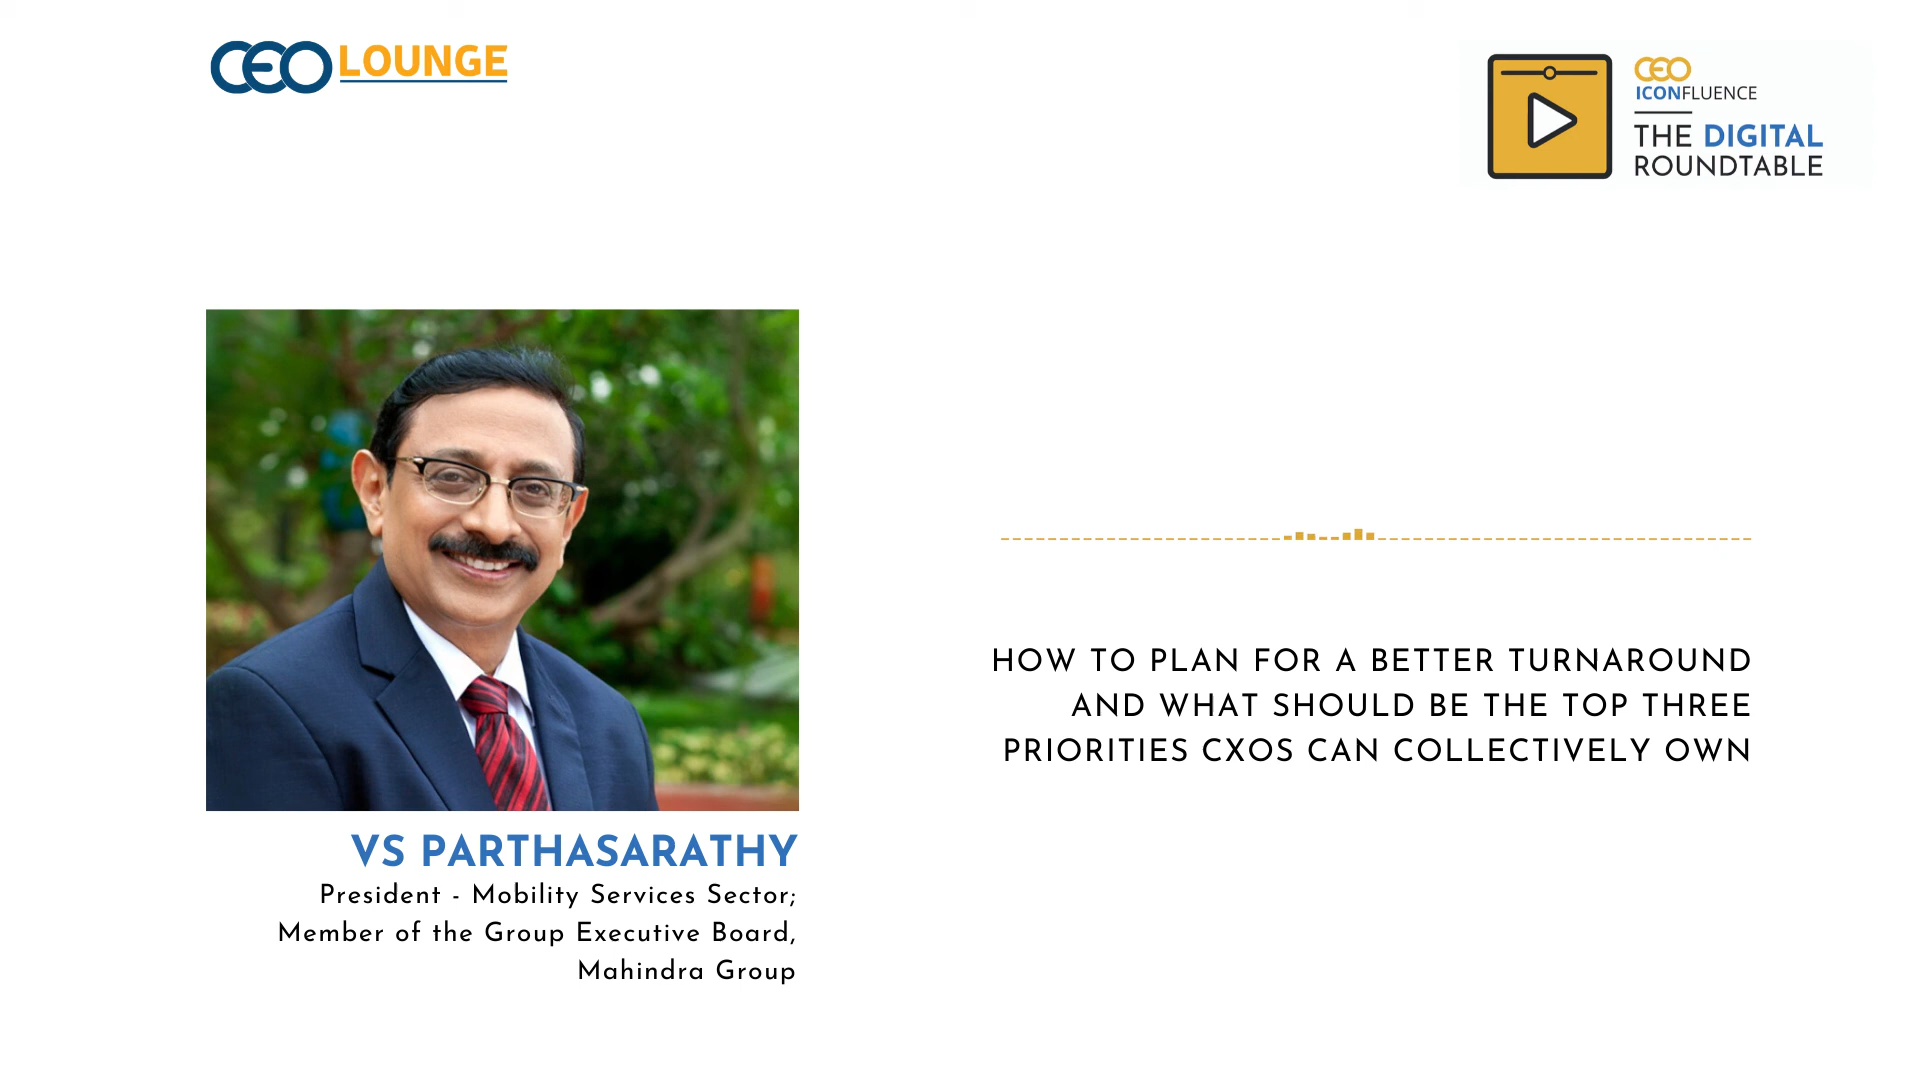 CEO LOUNGE
CEO
ICONFLUENCE
THE DIGITAL
ROUNDTABLE
HOW TO PLAN FOR A BETTER TURNAROUND
AND WHAT SHOULD BE THE TOP THREE
PRIORITIES CXOS CAN COLLECTIVELY OWN
VS PARTHASARATHY
President - Mobility Services Sector;
Member of the Group Executive Board,
Mahindra Group